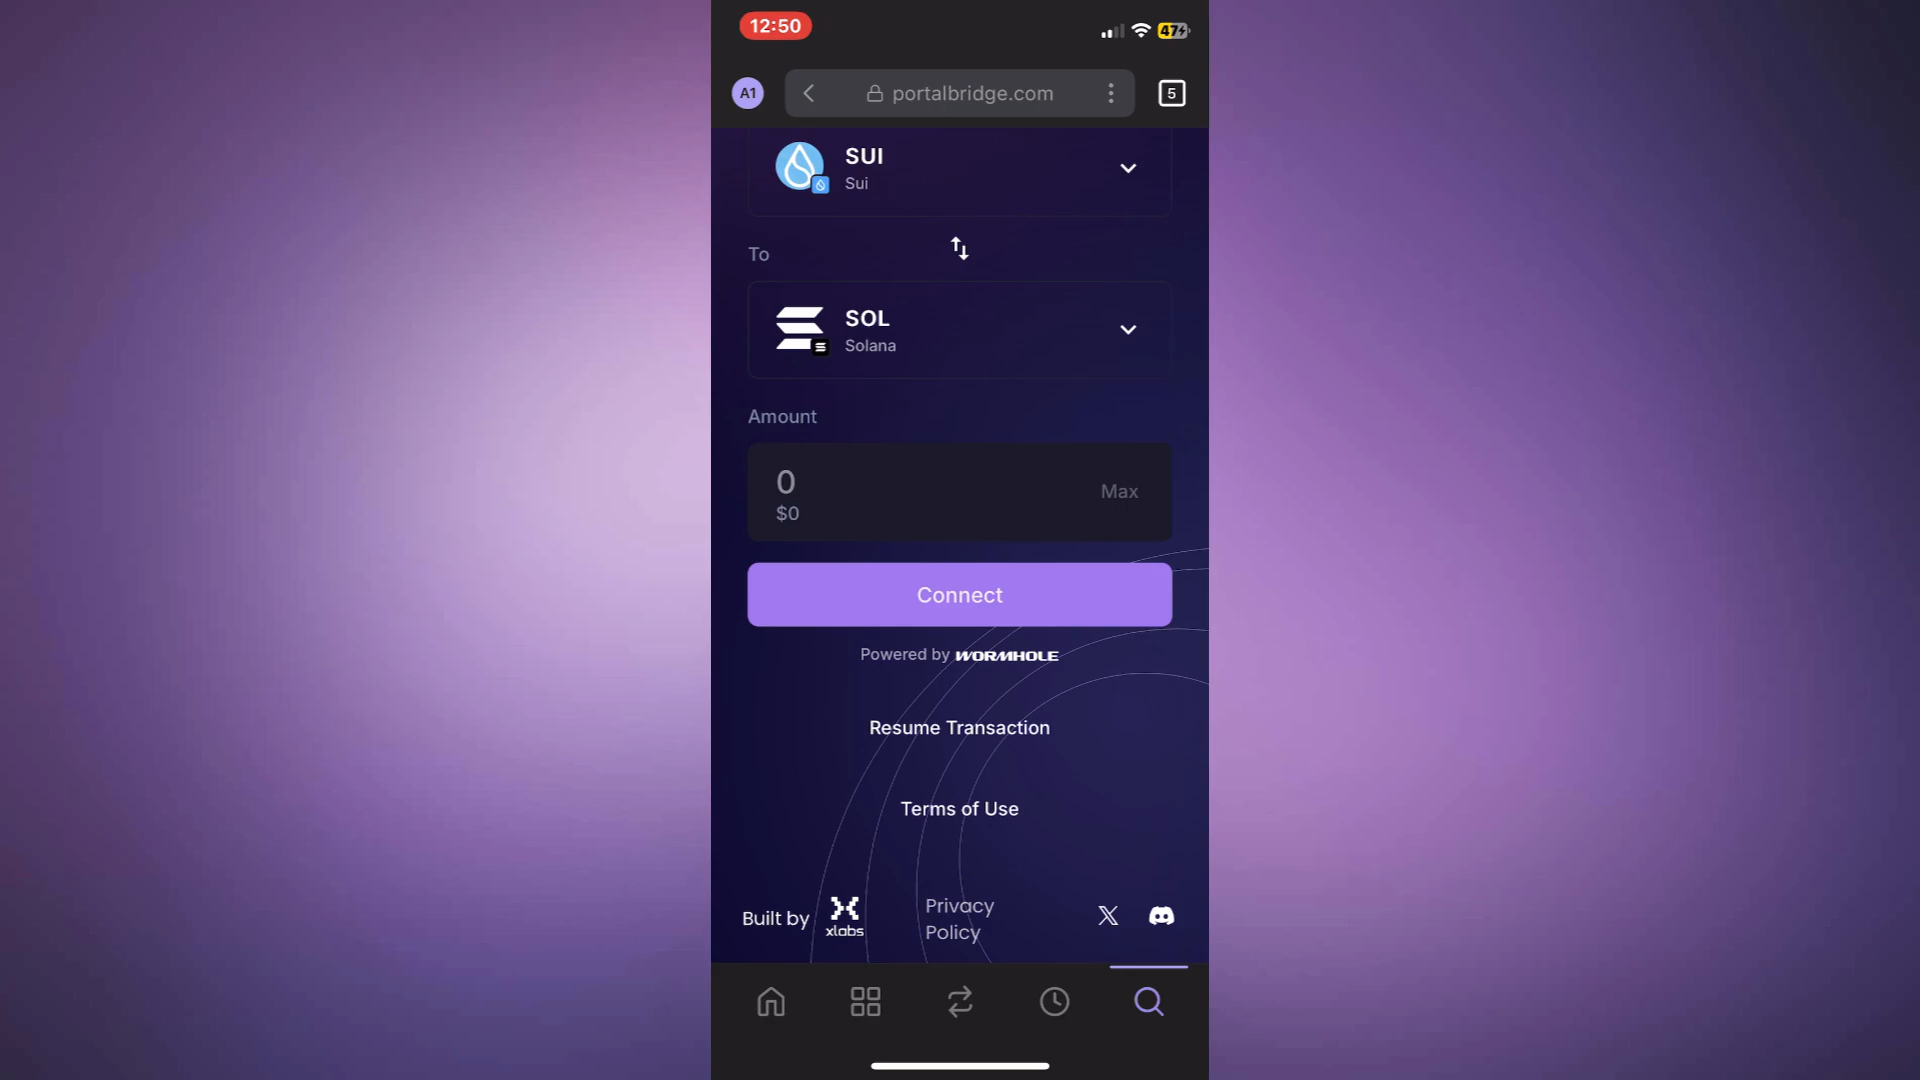 12:50
47
A1
portalbridge.com
5
SUI
Sui
To
SOL
Solana
Amount
0
Max
$0
Connect
Powered by WORMHOLE
Resume Transaction
Terms of Use
Built by xlabs
Privacy
Policy